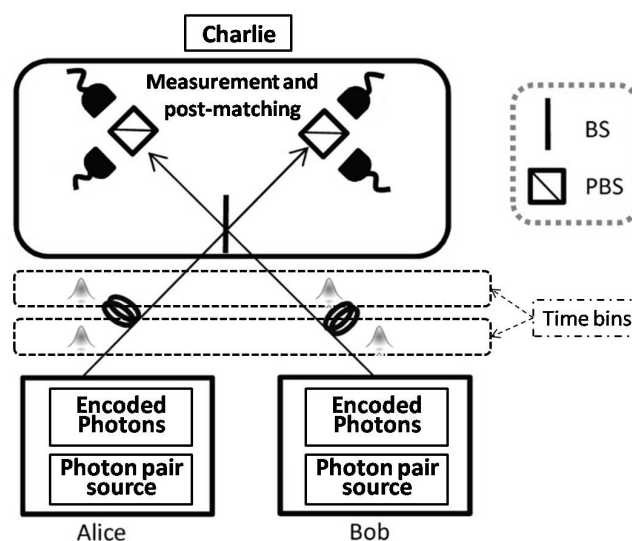 Charlie
Measurement and
post-matching
BS
PBS
Time bins
Encoded
Photons
Encoded
Photons
Photon pair
source
Photon pair
source
Alice
Bob